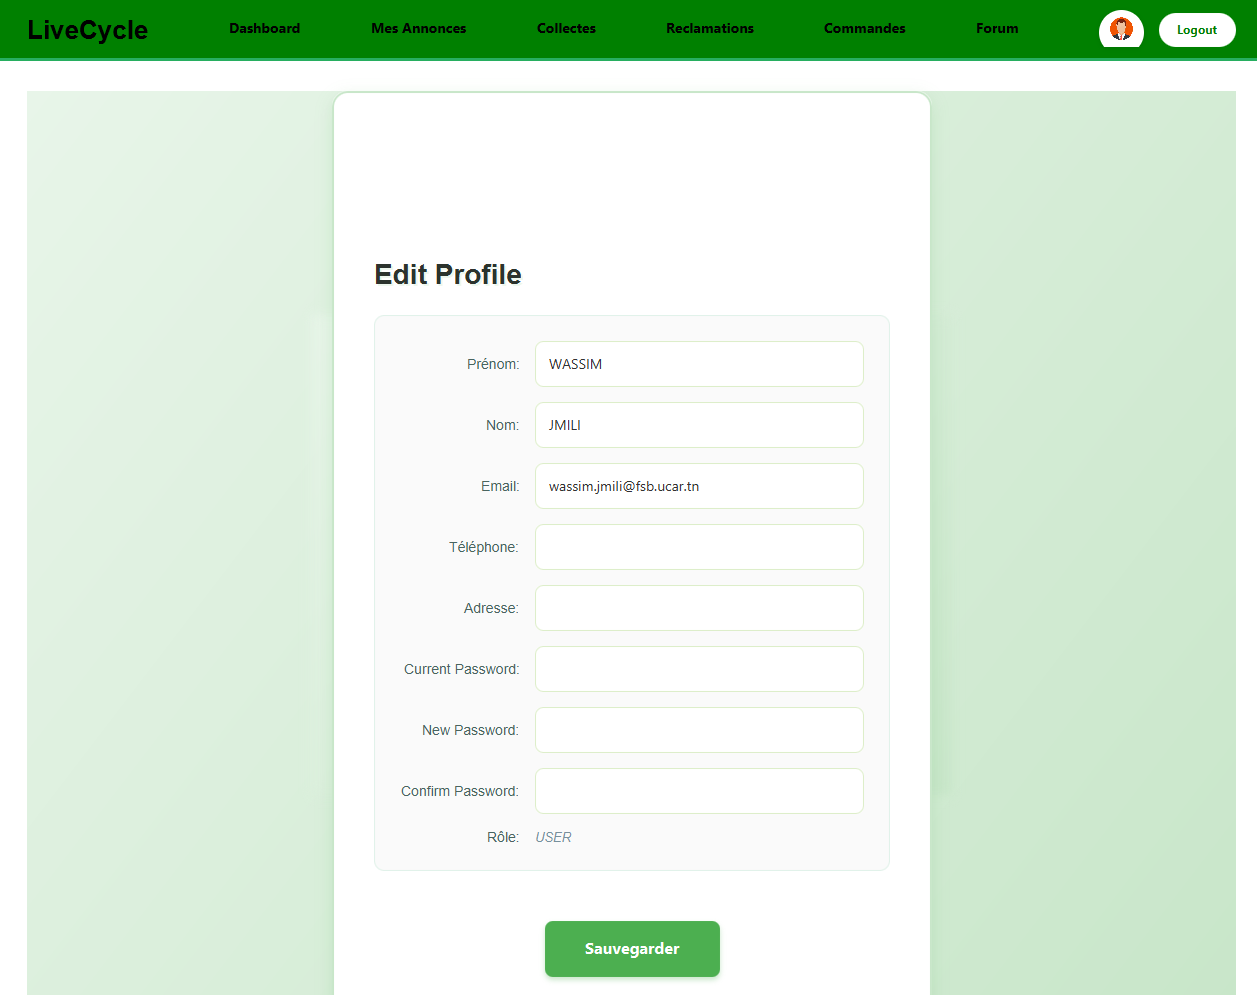 LiveCycle Dashboard Mes Annonces Collectes Reclamations Commandes Forum Logout
Edit Profile
Prénom: WASSIM
Nom: JMILI
Email: wassim.jmili@fsb.ucar.tn
Téléphone:
Adresse:
Current Password:
New Password:
Confirm Password:
Rôle: USER
Sauvegarder